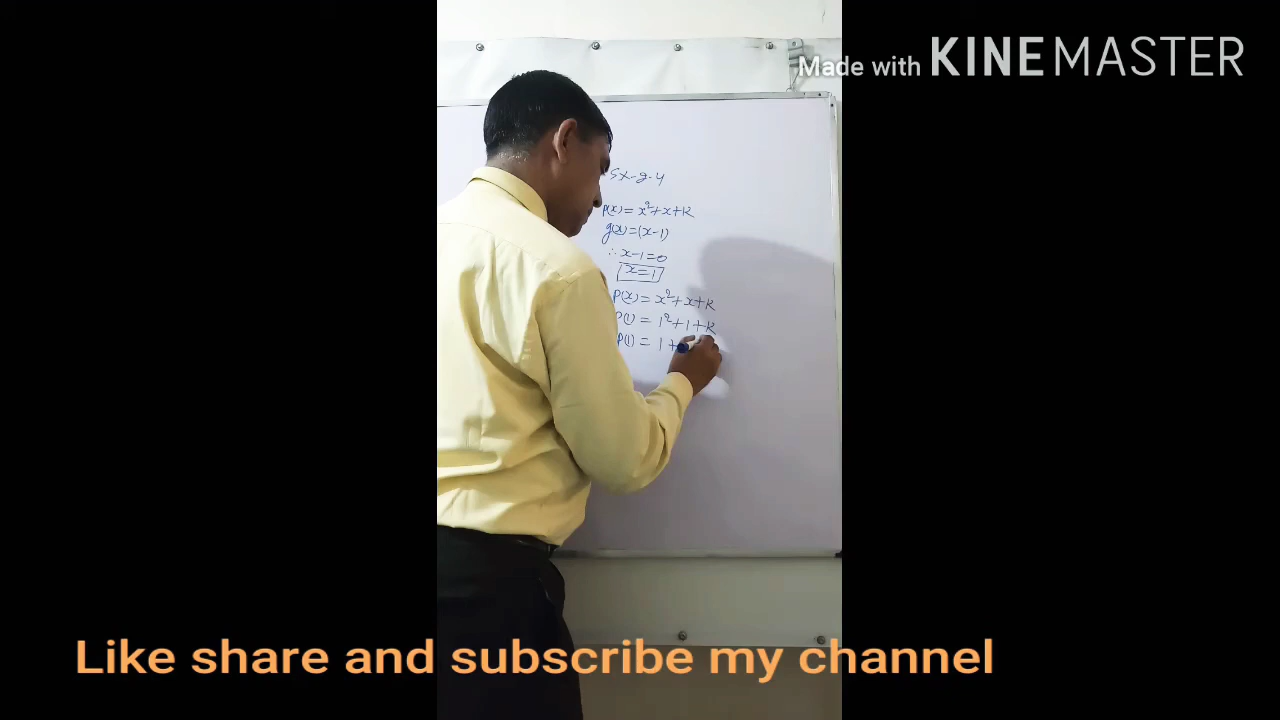 Made with KINEMASTER
Ex-2.4
P(x) = x²+x+k
g(x) = (x-1)
∴ x-1=0
x=1
P(x) = x²+x+k
P(1) = 1²+1+k
P(1) = 1+
Like share and subscribe my channel